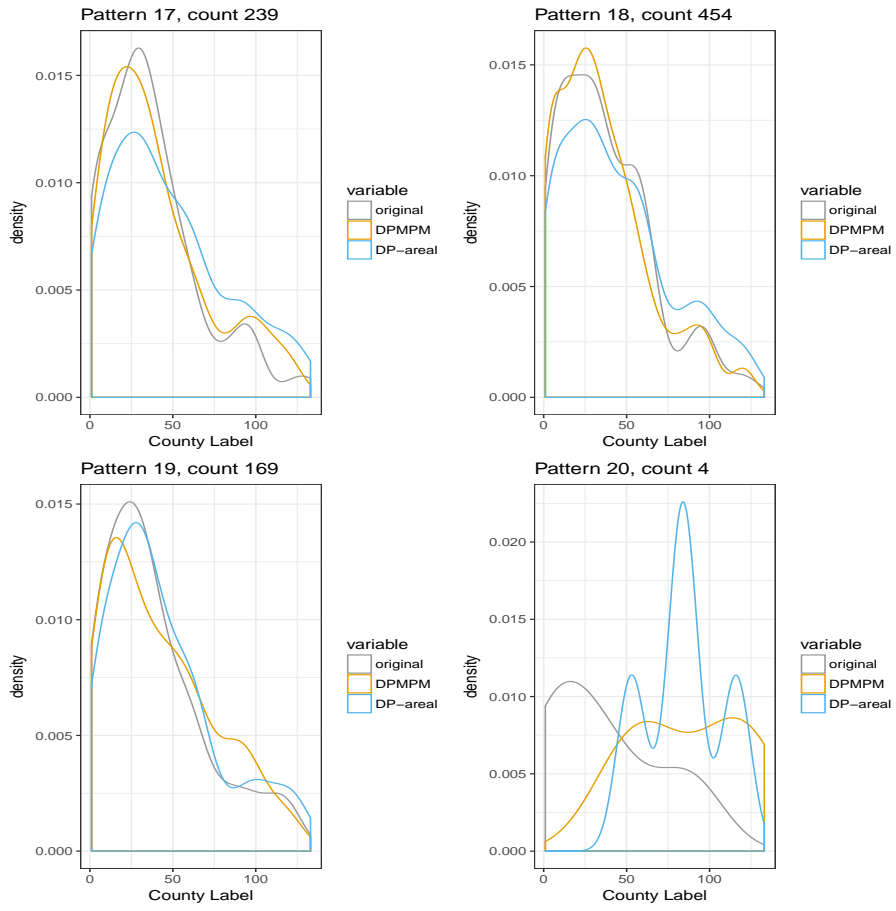 Pattern 17, count 239
0.015
0.010
0.005
0.000
density
0
50
100
County Label
variable
original
DPMPM
DP−areal
Pattern 18, count 454
0.015
0.010
0.005
0.000
density
0
50
100
County Label
variable
original
DPMPM
DP−areal
Pattern 19, count 169
0.015
0.010
0.005
0.000
density
0
50
100
County Label
variable
original
DPMPM
DP−areal
Pattern 20, count 4
0.020
0.015
0.010
0.005
0.000
density
0
50
100
County Label
variable
original
DPMPM
DP−areal